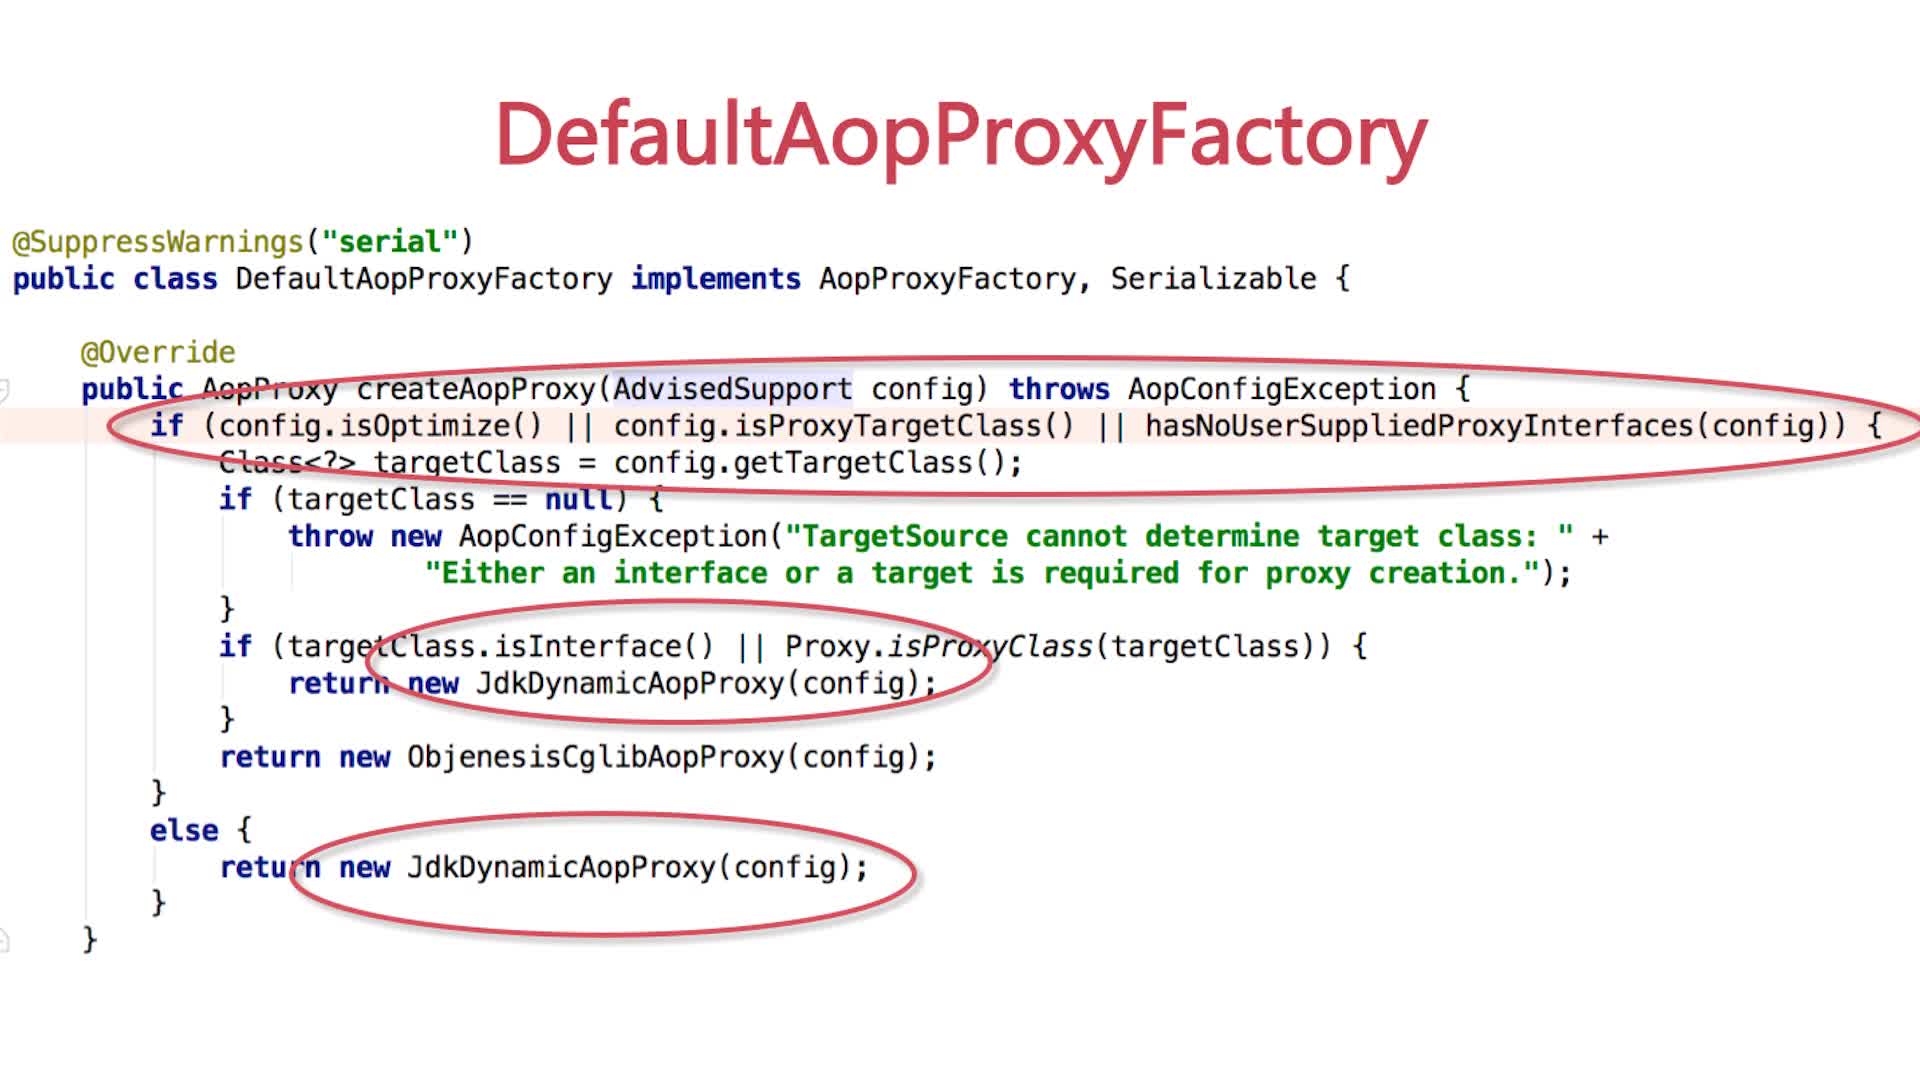 DefaultAopProxyFactory
@SuppressWarnings("serial")
public class DefaultAopProxyFactory implements AopProxyFactory, Serializable {
@Override
public AopProxy createAopProxy(AdvisedSupport config) throws AopConfigException {
if (config.isOptimize() || config.isProxyTargetClass() || hasNoUserSuppliedProxyInterfaces(config)) {
Class<?> targetClass = config.getTargetClass();
if (targetClass == null) {
throw new AopConfigException("TargetSource cannot determine target class: " +
"Either an interface or a target is required for proxy creation.");
}
if (targetClass.isInterface() || Proxy.isProxyClass(targetClass)) {
return new JdkDynamicAopProxy(config);
}
return new ObjenesisCglibAopProxy(config);
}
else {
return new JdkDynamicAopProxy(config);
}
}